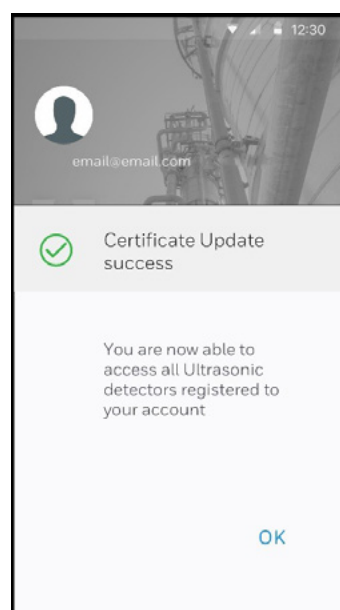 12:30
email@email.com
Certificate Update
success
You are now able to
access all Ultrasonic
detectors registered to
your account
OK